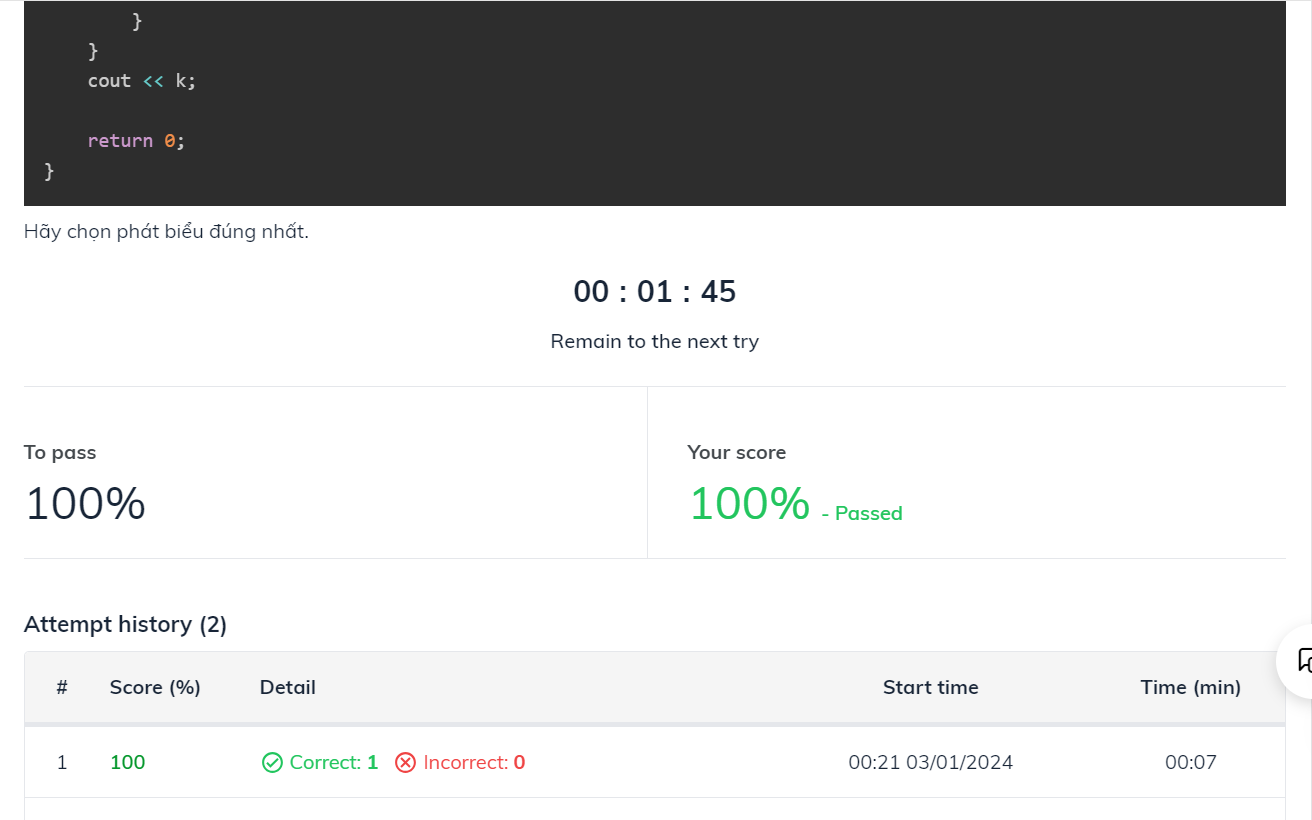 }
}
cout << k;
return 0;
}
Hãy chọn phát biểu đúng nhất.
00 : 01 : 45
Remain to the next try
To pass
100%
Your score
100% - Passed
Attempt history (2)
# Score (%) Detail Start time Time (min)
1 100 Correct: 1 Incorrect: 0 00:21 03/01/2024 00:07